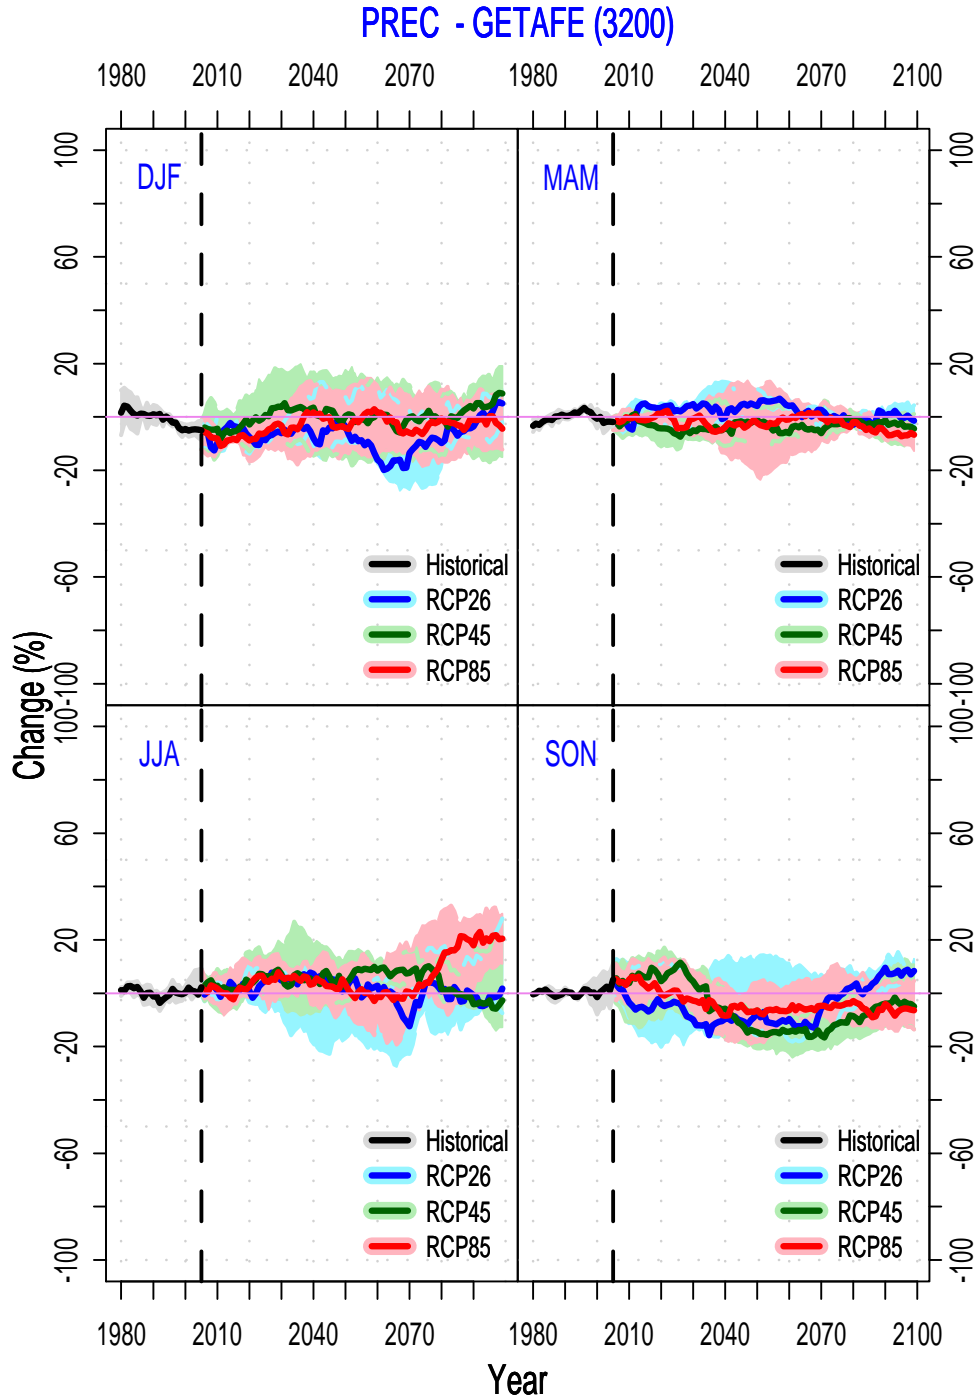 PREC - GETAFE (3200)
1980 2010 2040 2070 1980 2010 2040 2070 2100
DJF
MAM
100 60 20 -20 -60 -100
100 60 20 -20 -60 -100
Historical
RCP26
RCP45
RCP85
Historical
RCP26
RCP45
RCP85
Change (%)
JJA
SON
100 60 20 -20 -60 -100
100 60 20 -20 -60 -100
Historical
RCP26
RCP45
RCP85
Historical
RCP26
RCP45
RCP85
1980 2010 2040 2070 1980 2010 2040 2070 2100
Year